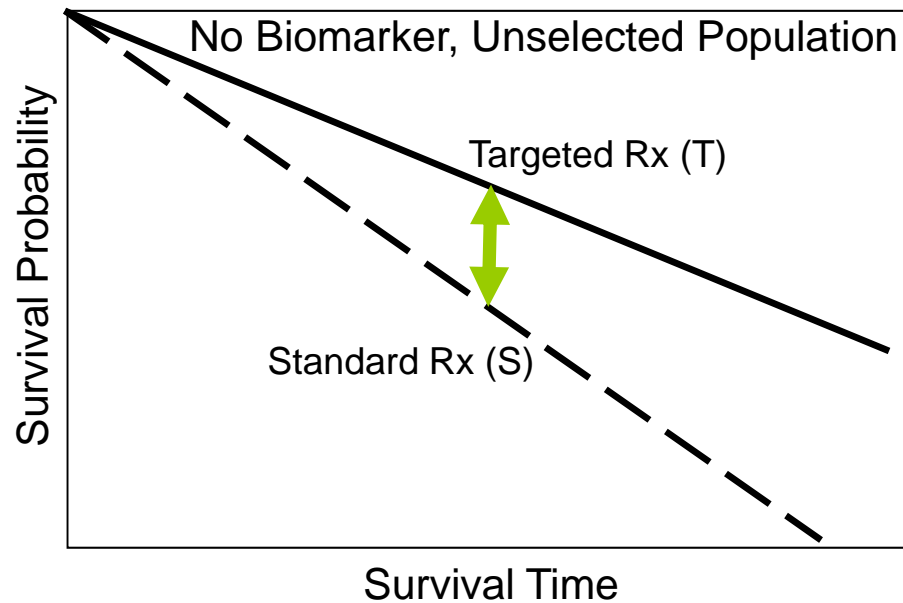 No Biomarker, Unselected Population
Survival Probability
Targeted Rx (T)
Standard Rx (S)
Survival Time